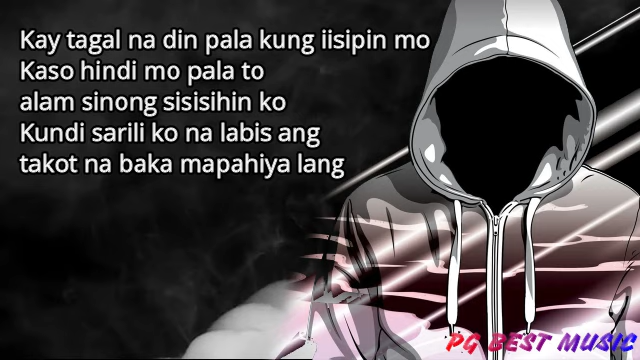 Kay tagal na din pala kung iisipin mo
Kaso hindi mo pala to
alam sinong sisisihin ko
Kundi sarili ko na labis ang
takot na baka mapahiya lang
PG BEST MUSIC